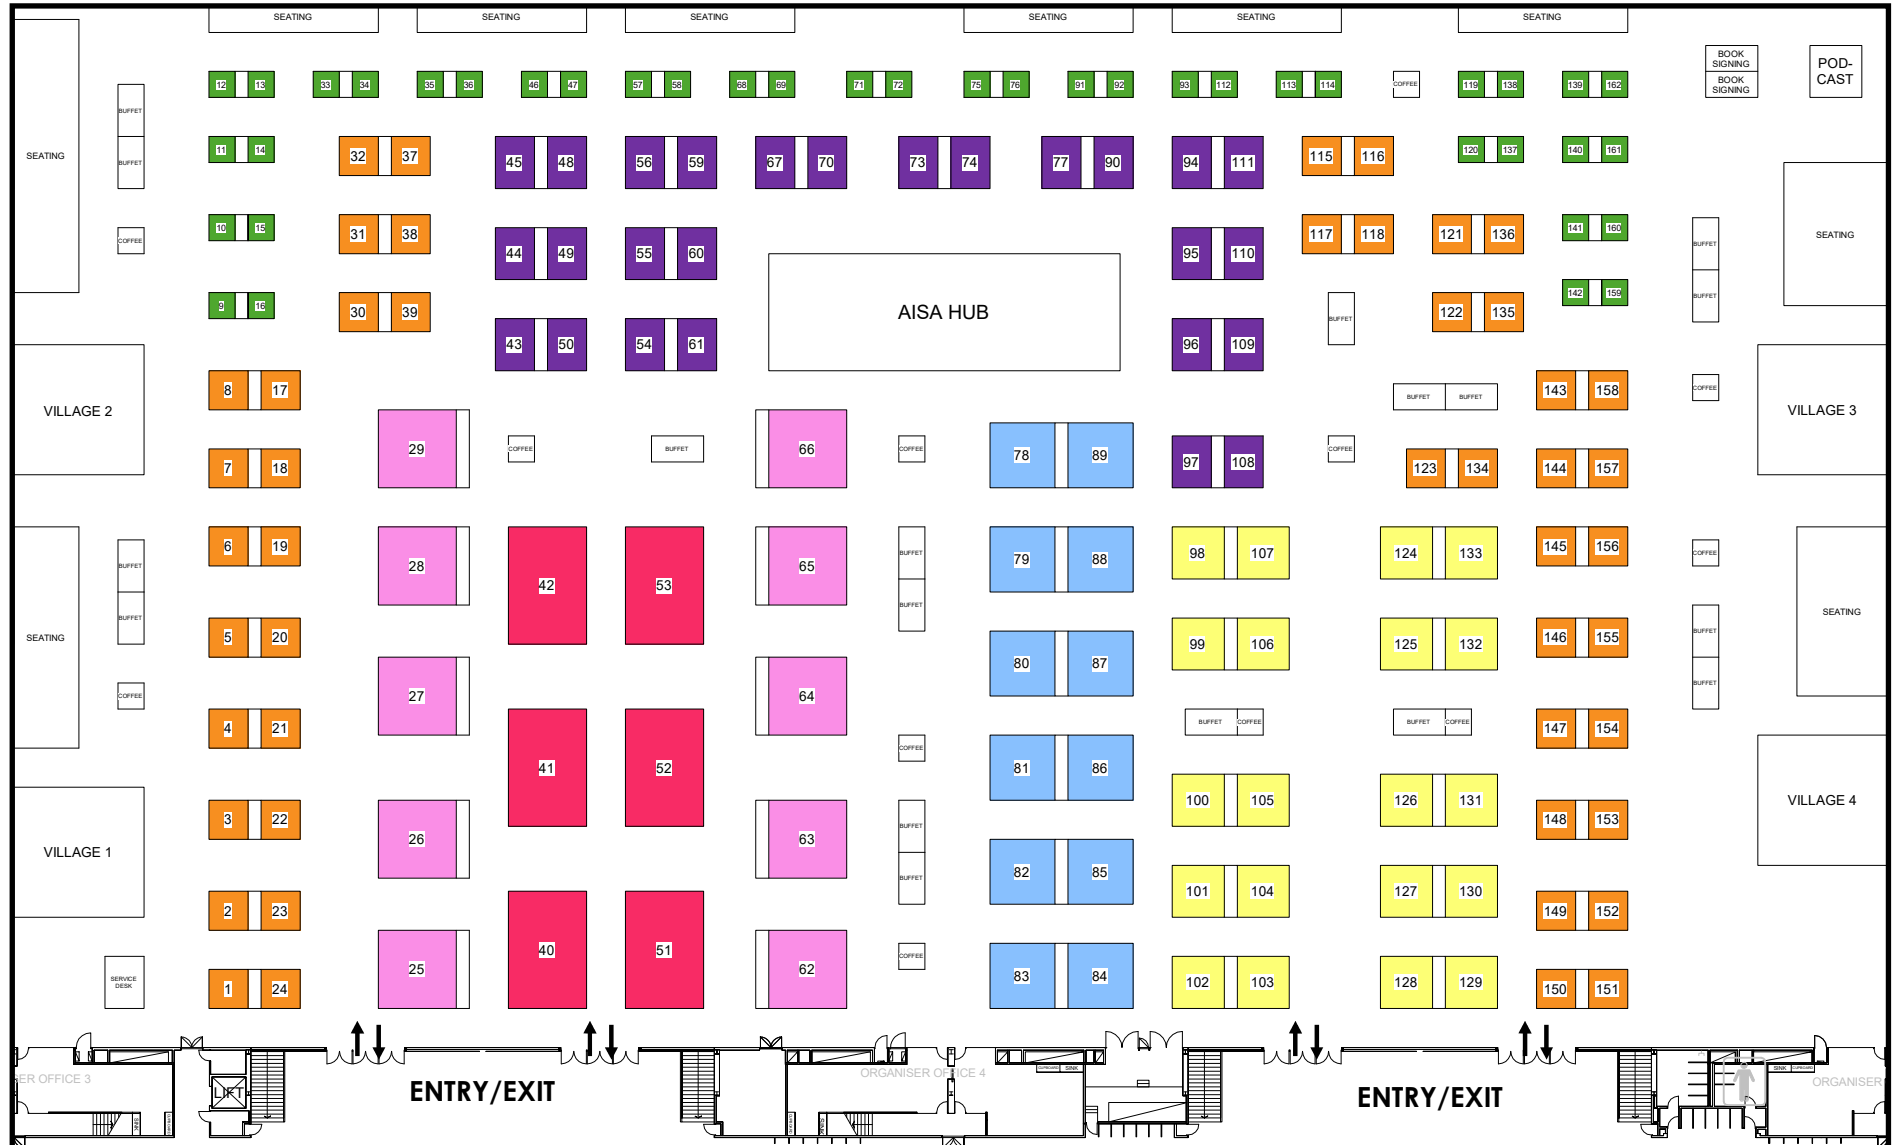 SEATING SEATING SEATING SEATING SEATING SEATING
BOOK
SIGNING
BOOK
SIGNING
POD-
CAST
12 13 33 34 35 36 46 47 57 58 68 69 71 72 75 76 91 92 93 112 113 114 COFFEE 119 138 139 162
BUFFET
BUFFET
SEATING
11 14 32 37 45 48 56 59 67 70 73 74 77 90 94 111 115 116 120 137 140 161
10 15 31 38 44 49 55 60 95 110 117 118 121 136 141 160
COFFEE
SEATING
BUFFET
BUFFET
9 16 30 39 43 50 54 61 AISA HUB 96 109 BUFFET 122 135 142 159
VILLAGE 2
8 17 BUFFET BUFFET 143 158 COFFEE
VILLAGE 3
7 18 29 COFFEE BUFFET 66 COFFEE 78 89 97 108 COFFEE 123 134 144 157
6 19 28 42 53 65 BUFFET 79 88 98 107 124 133 145 156 COFFEE
BUFFET
BUFFET
BUFFET
SEATING
5 20 80 87 99 106 125 132 146 155 BUFFET
BUFFET
SEATING
COFFEE
27 64
4 21 41 52 COFFEE 81 86 BUFFET COFFEE BUFFET COFFEE 147 154
3 22 26 63 BUFFET 100 105 126 131 148 153
VILLAGE 4
VILLAGE 1
BUFFET
82 85 101 104 127 130
2 23 149 152
40 51 COFFEE
SERVICE
DESK
1 24 25 62 83 84 102 103 128 129 150 151
SER OFFICE 3
LIFT
ENTRY/EXIT
ORGANISER OFFICE 4
CUPBOARD SINK
ENTRY/EXIT
SINK CUPBOARD
ORGANISER
SINK